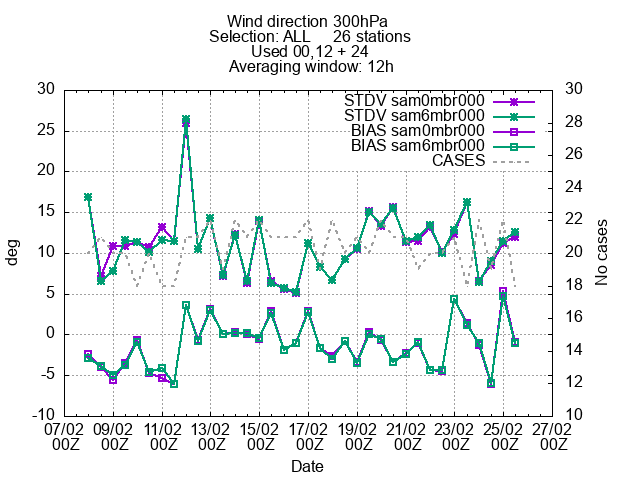 Wind direction 300hPa
Selection: ALL 26 stations
Used 00,12 + 24
Averaging window: 12h
30 30
STDV sam0mbr000
STDV sam6mbr000
BIAS sam0mbr000
BIAS sam6mbr000
CASES
25
20
15
10
5
0
-5
-10
deg
28
26
24
22
20
18
16
14
12
10
No cases
07/02 09/02 11/02 13/02 15/02 17/02 19/02 21/02 23/02 25/02 27/02
00Z 00Z 00Z 00Z 00Z 00Z 00Z 00Z 00Z 00Z 00Z
Date